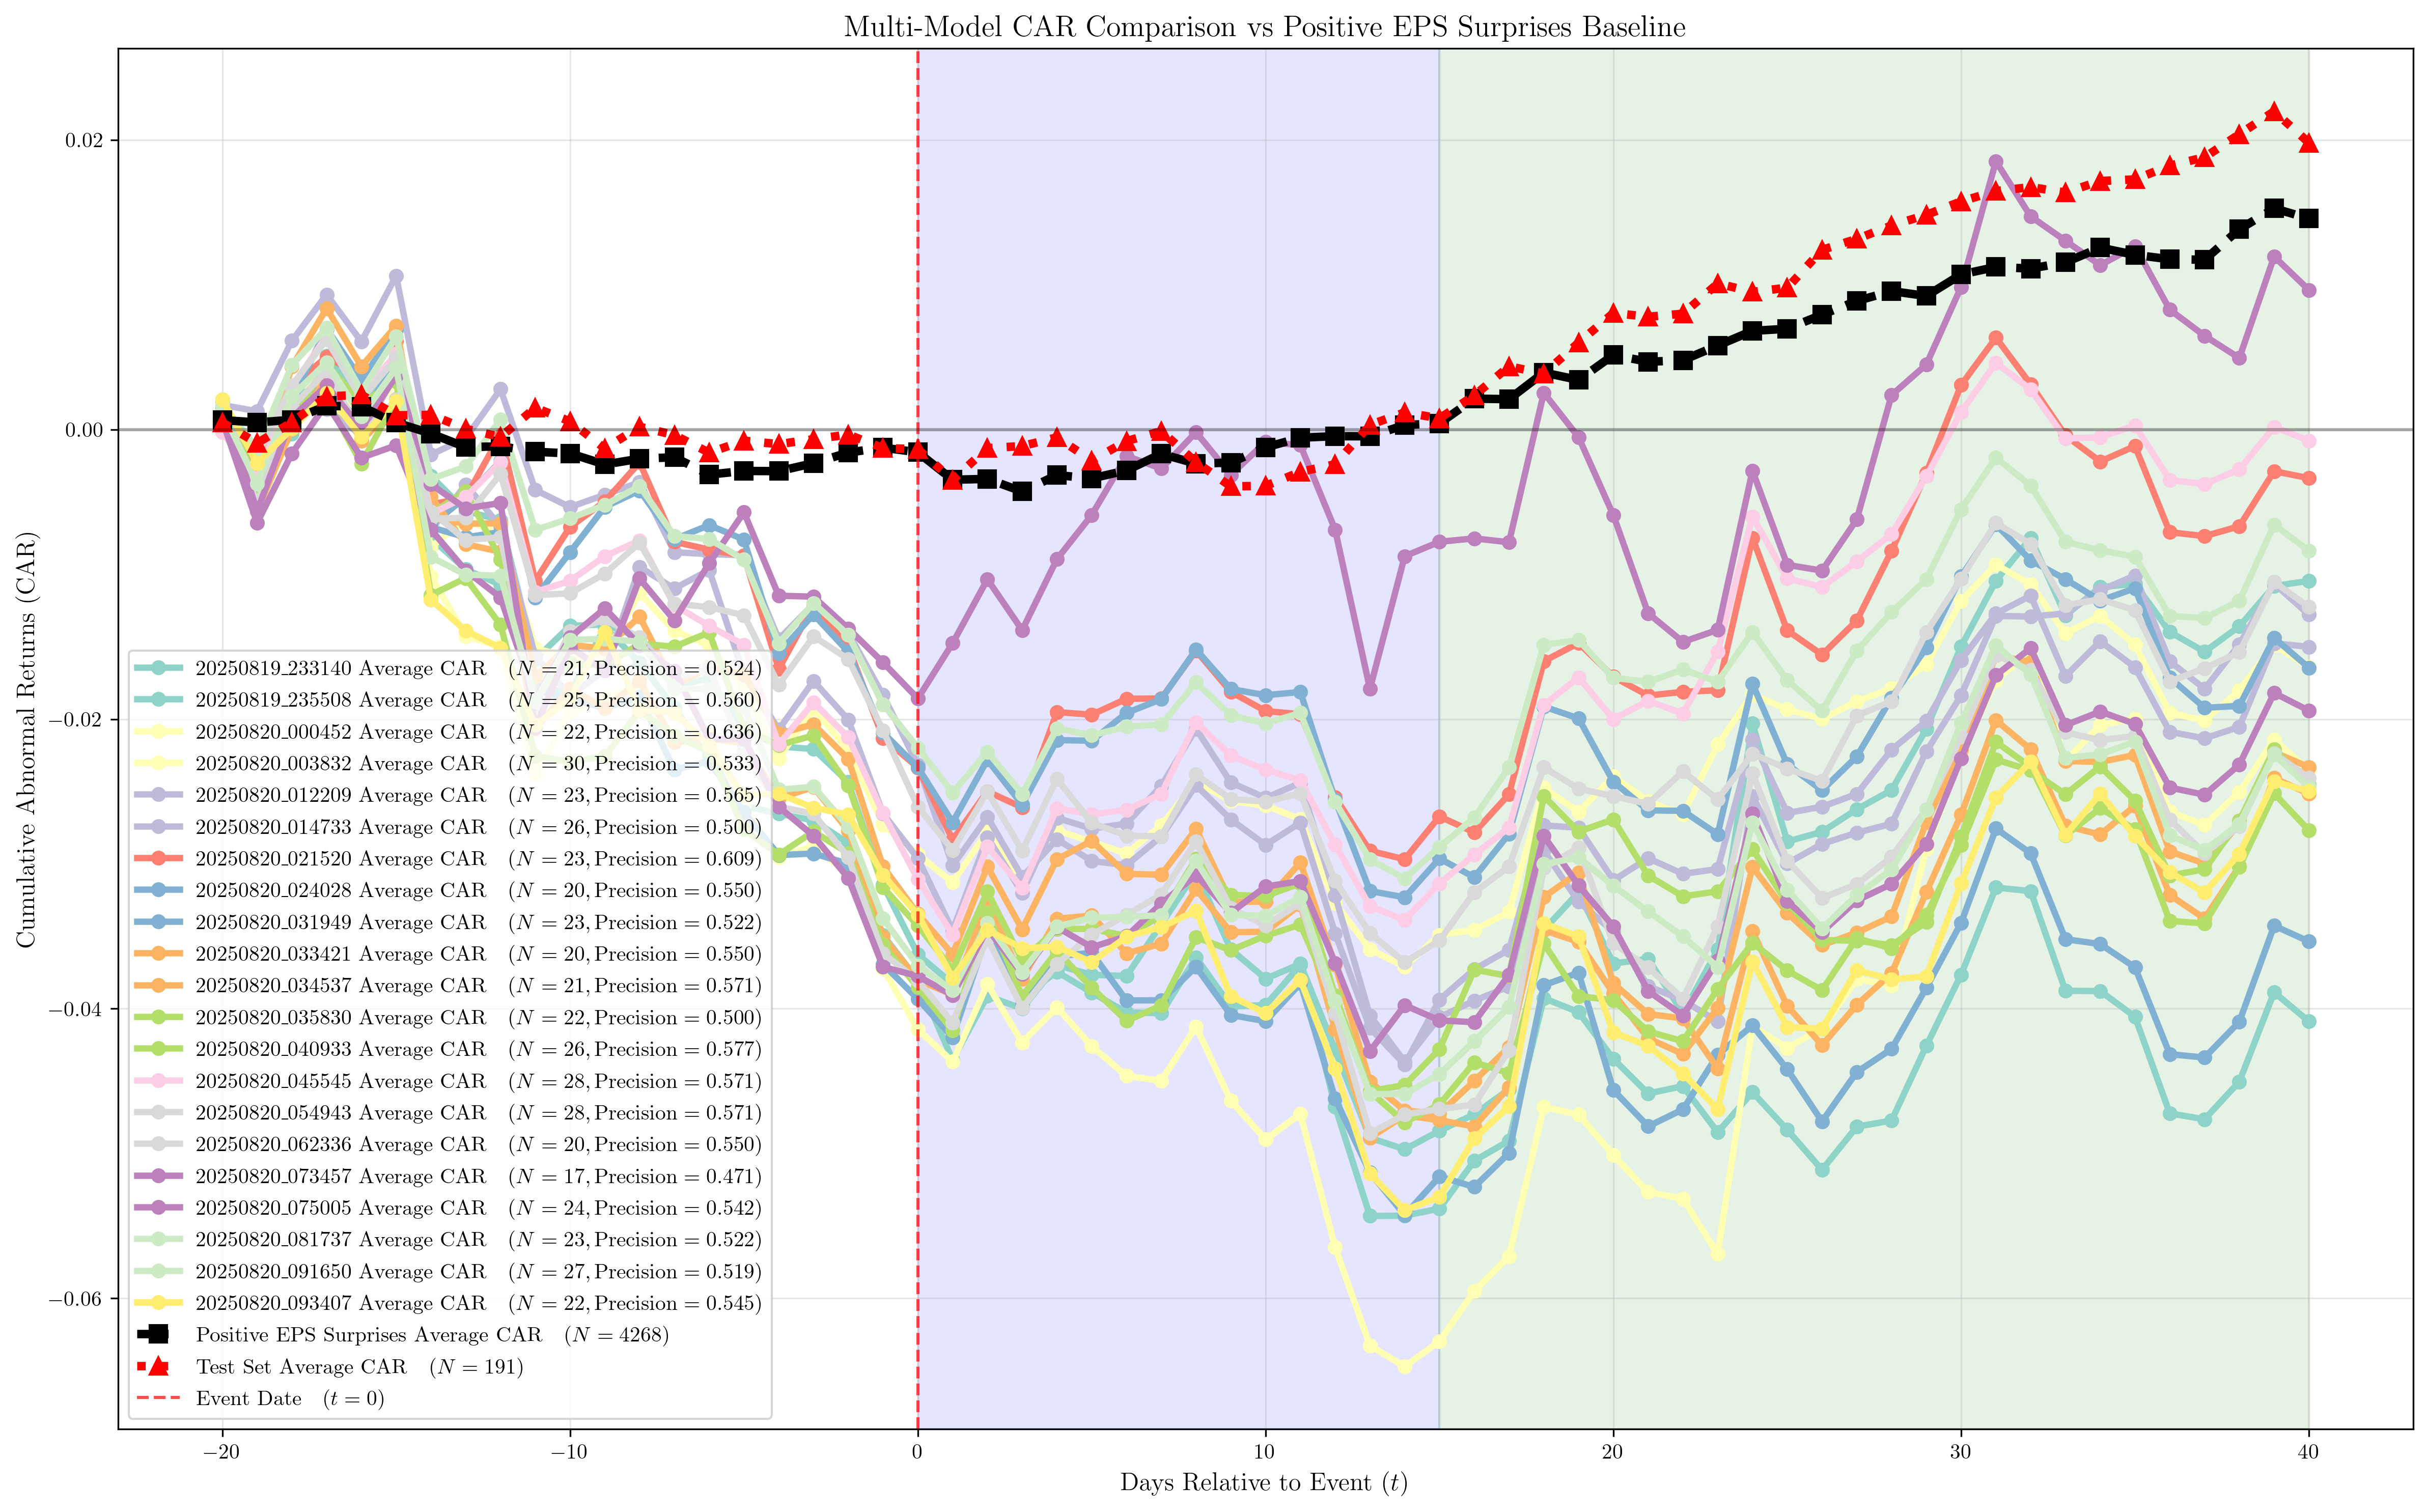 Multi-Model CAR Comparison vs Positive EPS Surprises Baseline
Cumulative Abnormal Returns (CAR)
0.02
0.00
−0.02
−0.04
−0.06
20250819_233140 Average CAR (N = 21, Precision = 0.524)
20250819_235508 Average CAR (N = 25, Precision = 0.560)
20250820_000452 Average CAR (N = 22, Precision = 0.636)
20250820_003832 Average CAR (N = 30, Precision = 0.533)
20250820_012209 Average CAR (N = 23, Precision = 0.565)
20250820_014733 Average CAR (N = 26, Precision = 0.500)
20250820_021520 Average CAR (N = 23, Precision = 0.609)
20250820_024028 Average CAR (N = 20, Precision = 0.550)
20250820_031949 Average CAR (N = 23, Precision = 0.522)
20250820_033421 Average CAR (N = 20, Precision = 0.550)
20250820_034537 Average CAR (N = 21, Precision = 0.571)
20250820_035830 Average CAR (N = 22, Precision = 0.500)
20250820_040933 Average CAR (N = 26, Precision = 0.577)
20250820_045545 Average CAR (N = 28, Precision = 0.571)
20250820_054943 Average CAR (N = 28, Precision = 0.571)
20250820_062336 Average CAR (N = 20, Precision = 0.550)
20250820_073457 Average CAR (N = 17, Precision = 0.471)
20250820_075005 Average CAR (N = 24, Precision = 0.542)
20250820_081737 Average CAR (N = 23, Precision = 0.522)
20250820_091650 Average CAR (N = 27, Precision = 0.519)
20250820_093407 Average CAR (N = 22, Precision = 0.545)
Positive EPS Surprises Average CAR (N = 4268)
Test Set Average CAR (N = 191)
Event Date (t = 0)
−20 −10 0 10 20 30 40
Days Relative to Event (t)